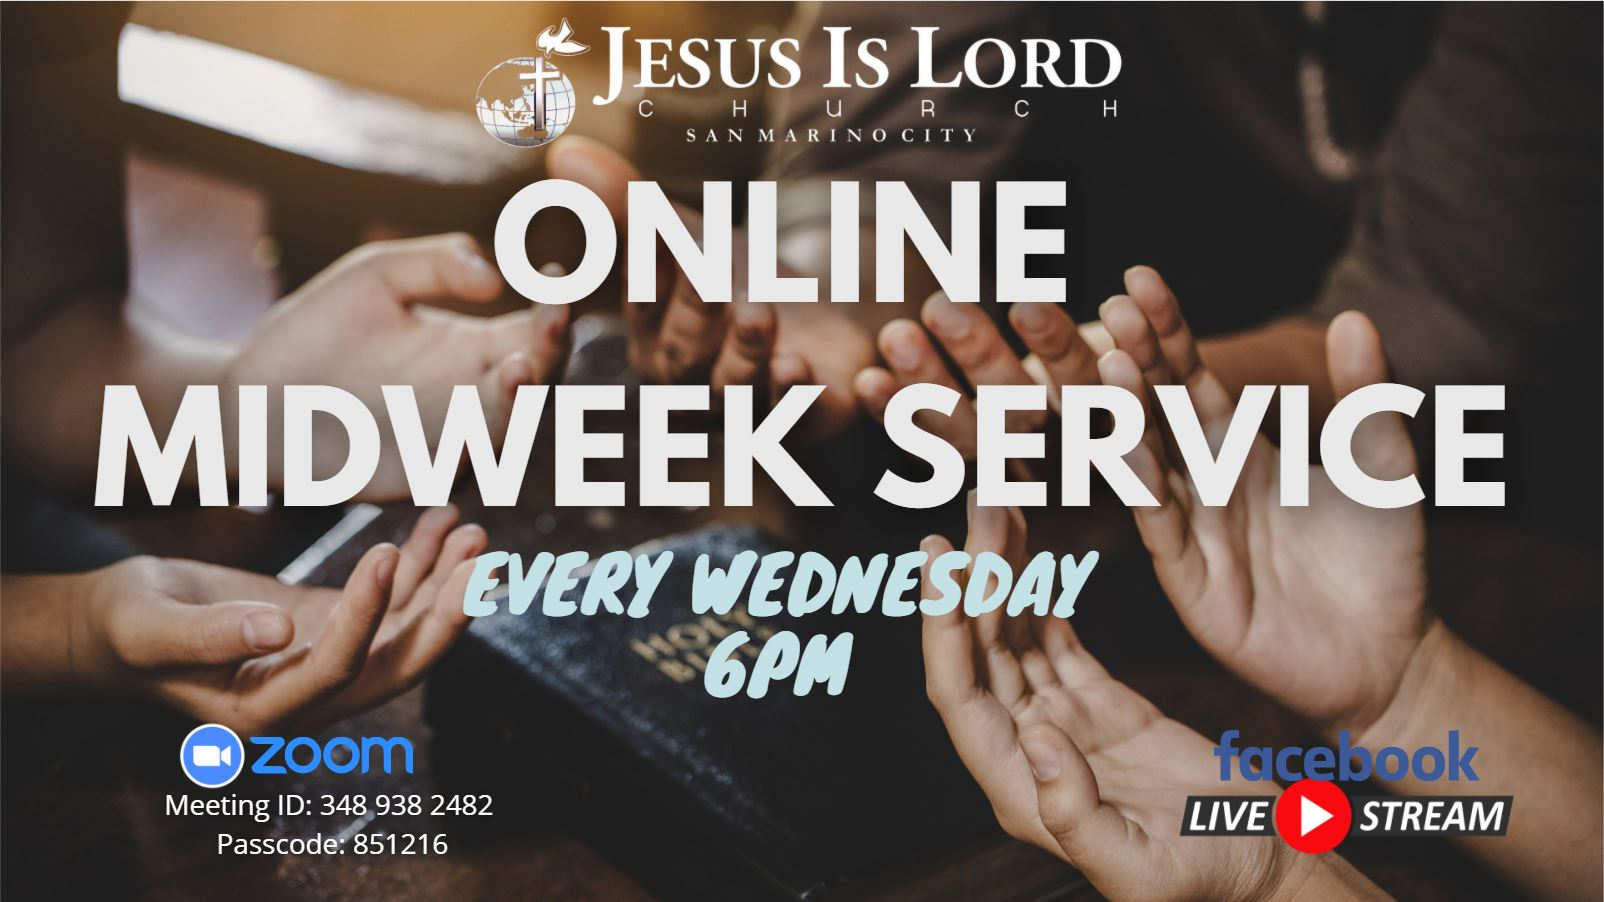 JESUS IS LORD
CHURCH
SAN MARINO CITY
ONLINE
MIDWEEK SERVICE
EVERY WEDNESDAY
6PM
HOLY
zoom
Meeting ID: 348 938 2482
Passcode: 851216
facebook
LIVE STREAM